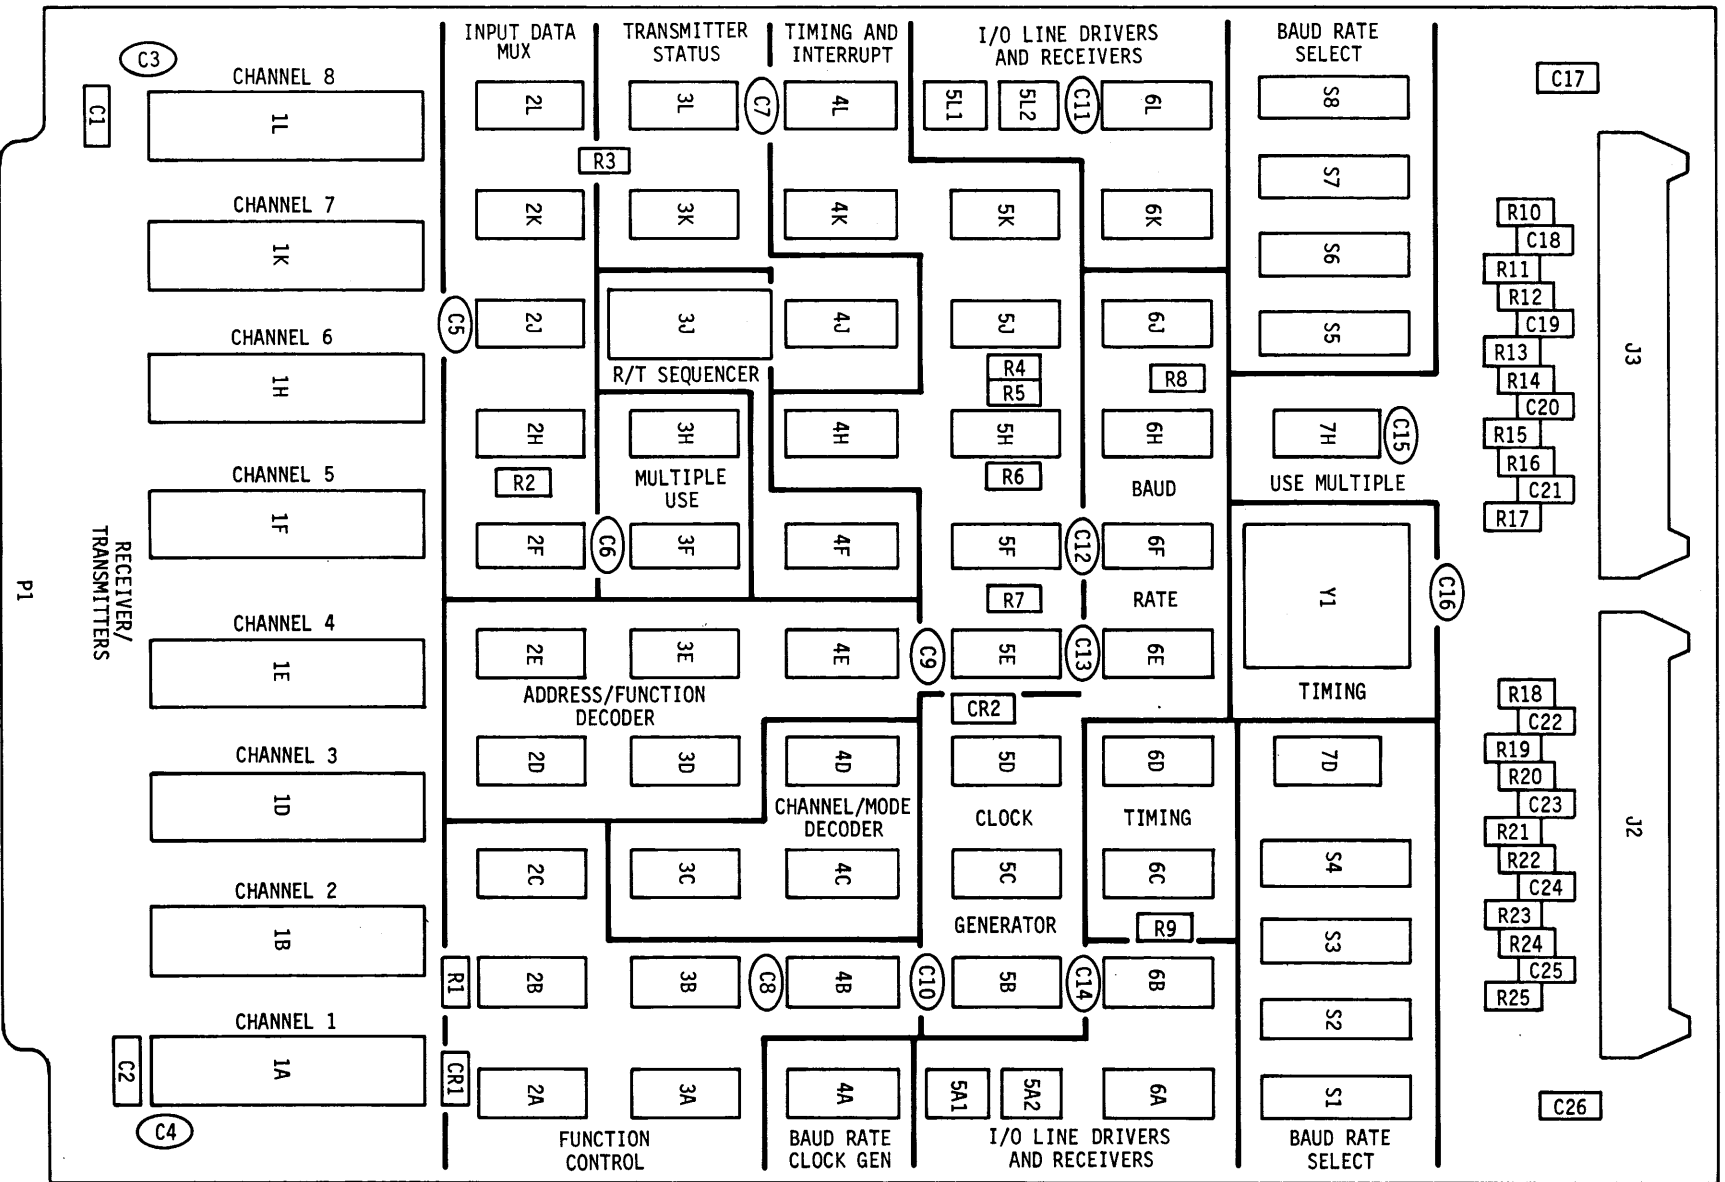 INPUT DATA
MUX
TRANSMITTER
STATUS
TIMING AND
INTERRUPT
I/O LINE DRIVERS
AND RECEIVERS
BAUD RATE
SELECT
C3
C1
CHANNEL 8
1L
2L
3L
C7
4L
5L1
5L2
C11
6L
S8
C17
R3
CHANNEL 7
1K
2K
3K
4K
5K
6K
S7
S6
R10
C18
R11
R12
C19
R13
R14
C20
R15
R16
C21
R17
J3
CHANNEL 6
1H
C5
2J
3J
R/T SEQUENCER
4J
5J
R4
R5
6J
R8
S5
2H
R2
3H
MULTIPLE
USE
4H
5H
R6
6H
BAUD
7H
C15
USE MULTIPLE
CHANNEL 5
1F
2F
C6
3F
4F
5F
R7
C12
6F
RATE
Y1
TIMING
C16
P1
RECEIVER/
TRANSMITTERS
CHANNEL 4
1E
2E
3E
4E
C9
5E
C13
6E
ADDRESS/FUNCTION
DECODER
CR2
R18
C22
R19
R20
C23
R21
R22
C24
R23
R24
C25
R25
J2
CHANNEL 3
1D
2D
3D
4D
CHANNEL/MODE
DECODER
5D
CLOCK
6D
TIMING
7D
2C
3C
4C
5C
GENERATOR
6C
R9
S4
S3
CHANNEL 2
1B
R1
2B
3B
C8
4B
C10
5B
C14
6B
S2
CHANNEL 1
1A
C2
C4
CR1
2A
3A
4A
5A1
5A2
6A
S1
C26
FUNCTION
CONTROL
BAUD RATE
CLOCK GEN
I/O LINE DRIVERS
AND RECEIVERS
BAUD RATE
SELECT